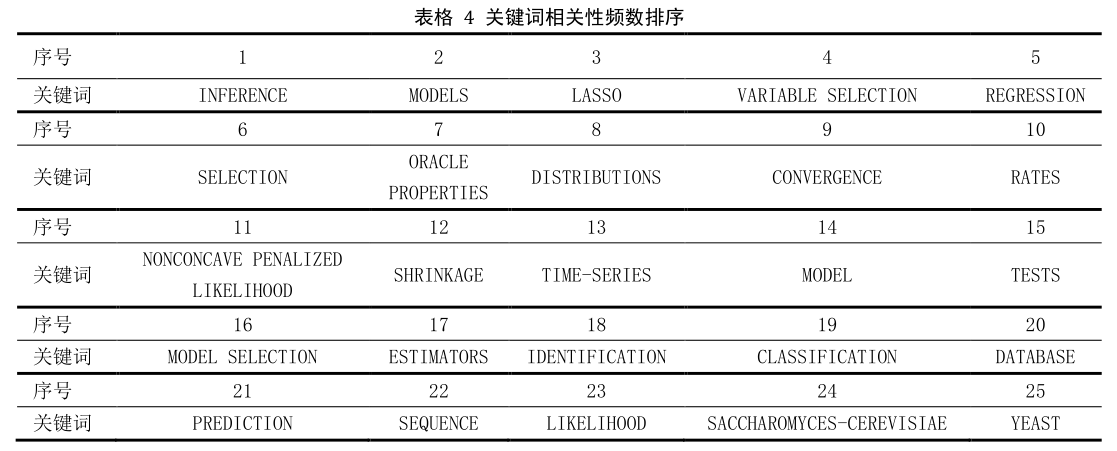 表格 4 关键词相关性频数排序
序号 1 2 3 4 5
关键词 INFERENCE MODELS LASSO VARIABLE SELECTION REGRESSION
序号 6 7 8 9 10
关键词 SELECTION ORACLE PROPERTIES DISTRIBUTIONS CONVERGENCE RATES
序号 11 12 13 14 15
关键词 NONCONCAVE PENALIZED LIKELIHOOD SHRINKAGE TIME-SERIES MODEL TESTS
序号 16 17 18 19 20
关键词 MODEL SELECTION ESTIMATORS IDENTIFICATION CLASSIFICATION DATABASE
序号 21 22 23 24 25
关键词 PREDICTION SEQUENCE LIKELIHOOD SACCHAROMYCES-CEREVISIAE YEAST